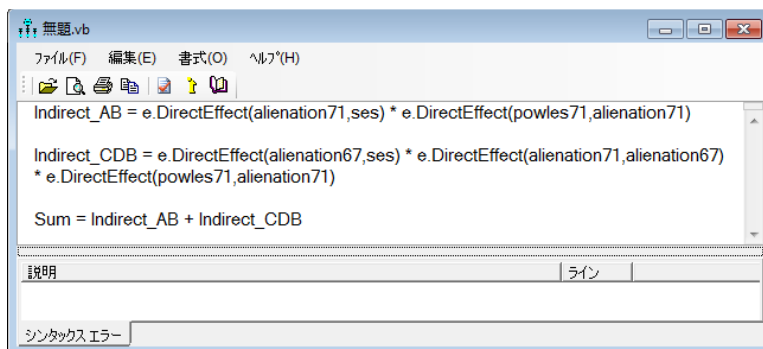 無題.vb
ファイル(F) 編集(E) 書式(O) ヘルプ(H)
Indirect_AB = e.DirectEffect(alienation71,ses) * e.DirectEffect(powles71,alienation71)
Indirect_CDB = e.DirectEffect(alienation67,ses) * e.DirectEffect(alienation71,alienation67)
* e.DirectEffect(powles71,alienation71)
Sum = Indirect_AB + Indirect_CDB
説明 ライン
シンタックス エラー